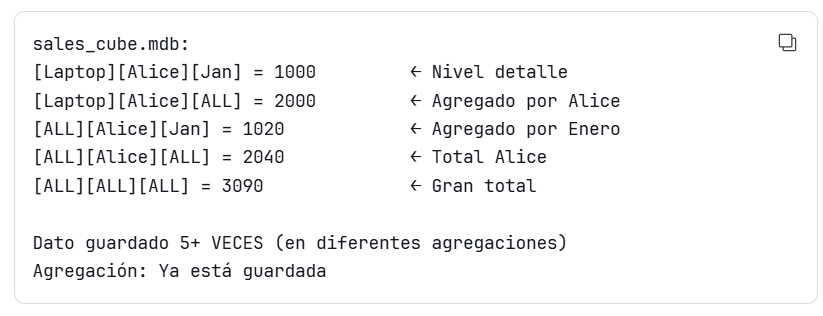 sales_cube.mdb:
[Laptop][Alice][Jan] = 1000         ← Nivel detalle
[Laptop][Alice][ALL] = 2000         ← Agregado por Alice
[ALL][Alice][Jan] = 1020            ← Agregado por Enero
[ALL][Alice][ALL] = 2040            ← Total Alice
[ALL][ALL][ALL] = 3090              ← Gran total
Dato guardado 5+ VECES (en diferentes agregaciones)
Agregación: Ya está guardada